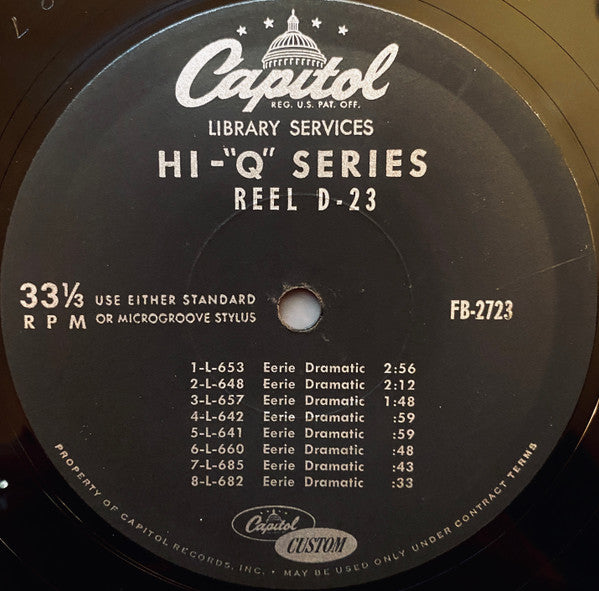 Capitol
REG. U.S. PAT. OFF.
LIBRARY SERVICES
HI-"Q" SERIES
REEL D-23
33⅓ USE EITHER STANDARD
RPM OR MICROGROOVE STYLUS
FB-2723
1-L-653 Eerie Dramatic 2:56
2-L-648 Eerie Dramatic 2:12
3-L-657 Eerie Dramatic 1:48
4-L-642 Eerie Dramatic :59
5-L-641 Eerie Dramatic :59
6-L-660 Eerie Dramatic :48
7-L-685 Eerie Dramatic :43
8-L-682 Eerie Dramatic :33
Capitol
CUSTOM
PROPERTY OF CAPITOL RECORDS, INC. • MAY BE USED ONLY UNDER CONTRACT TERMS